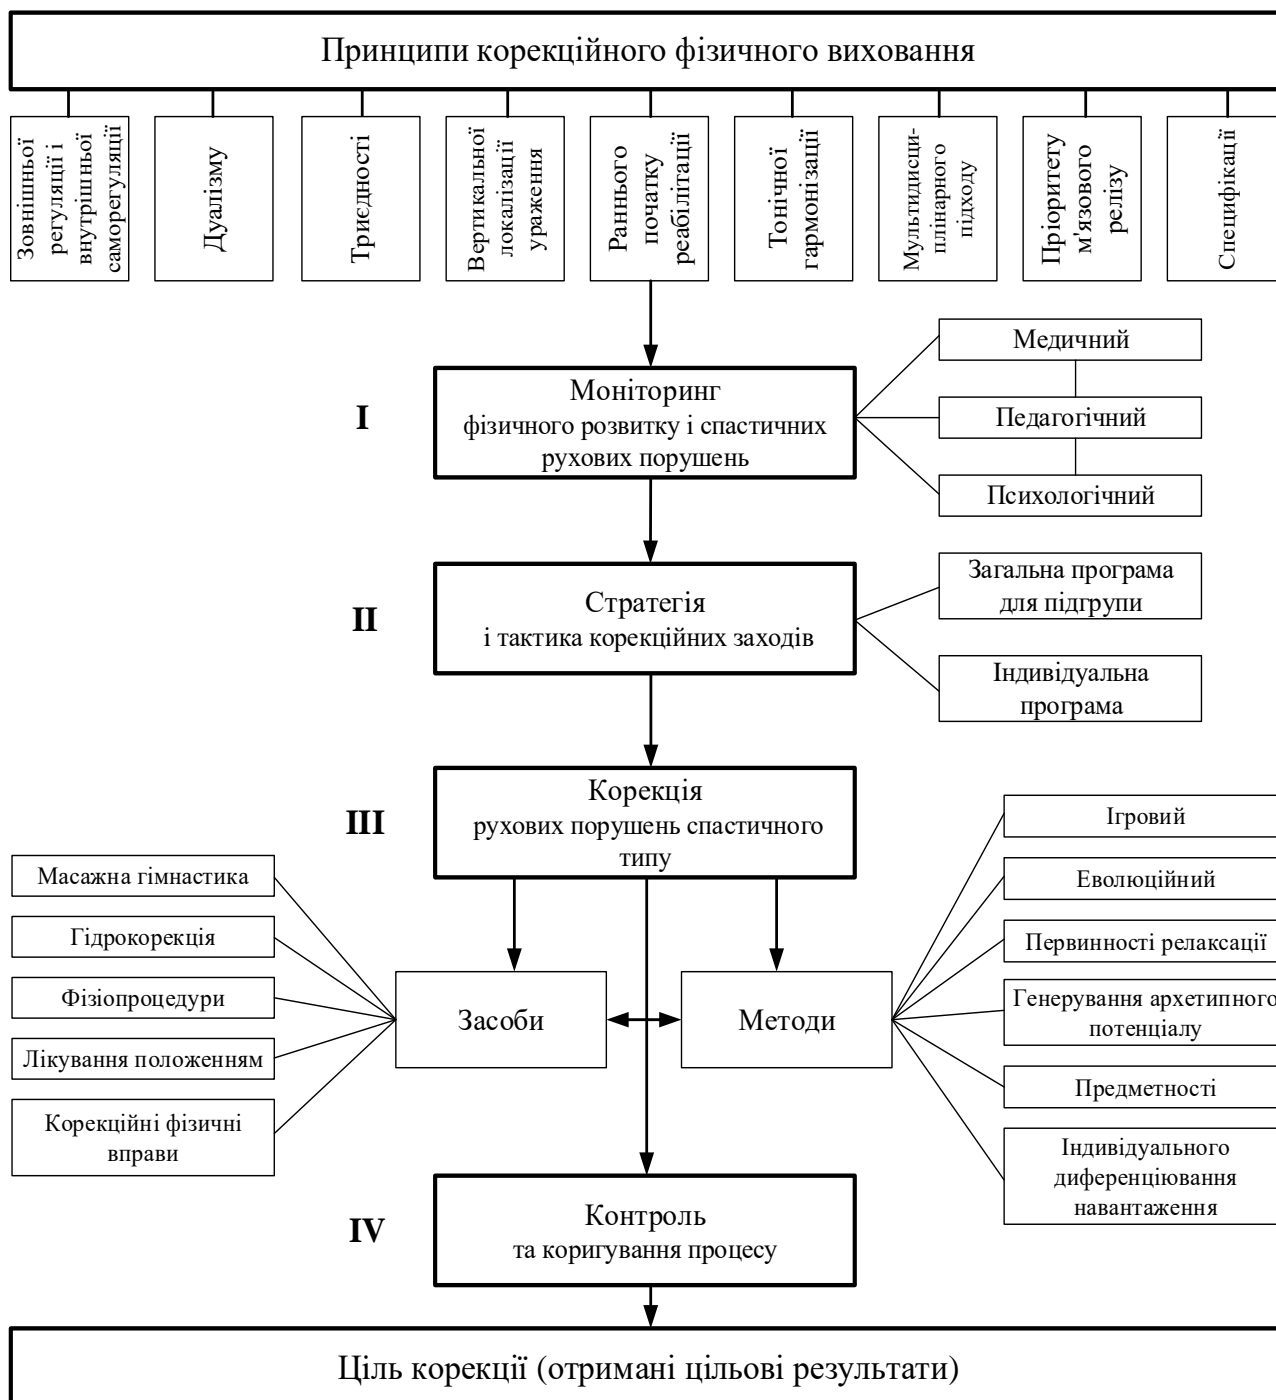 Принципи корекційного фізичного виховання
Зовнішньої
регуляції і
внутрішньої
саморегуляції
Дуалізму
Триєдності
Вертикальної
локалізації
ураження
Раннього
початку
реабілітації
Тонічної
гармонізації
Мультидисци-
плінарного
підходу
Пріоритету
м'язового
релізу
Специфікації
I
Моніторинг
фізичного розвитку і спастичних
рухових порушень
Медичний
Педагогічний
Психологічний
II
Стратегія
і тактика корекційних заходів
Загальна програма
для підгрупи
Індивідуальна
програма
III
Корекція
рухових порушень спастичного
типу
Масажна гімнастика
Гідрокорекція
Фізіопроцедури
Лікування положенням
Корекційні фізичні
вправи
Засоби
Методи
Ігровий
Еволюційний
Первинності релаксації
Генерування архетипного
потенціалу
Предметності
Індивідуального
диференціювання
навантаження
IV
Контроль
та коригування процесу
Ціль корекції (отримані цільові результати)